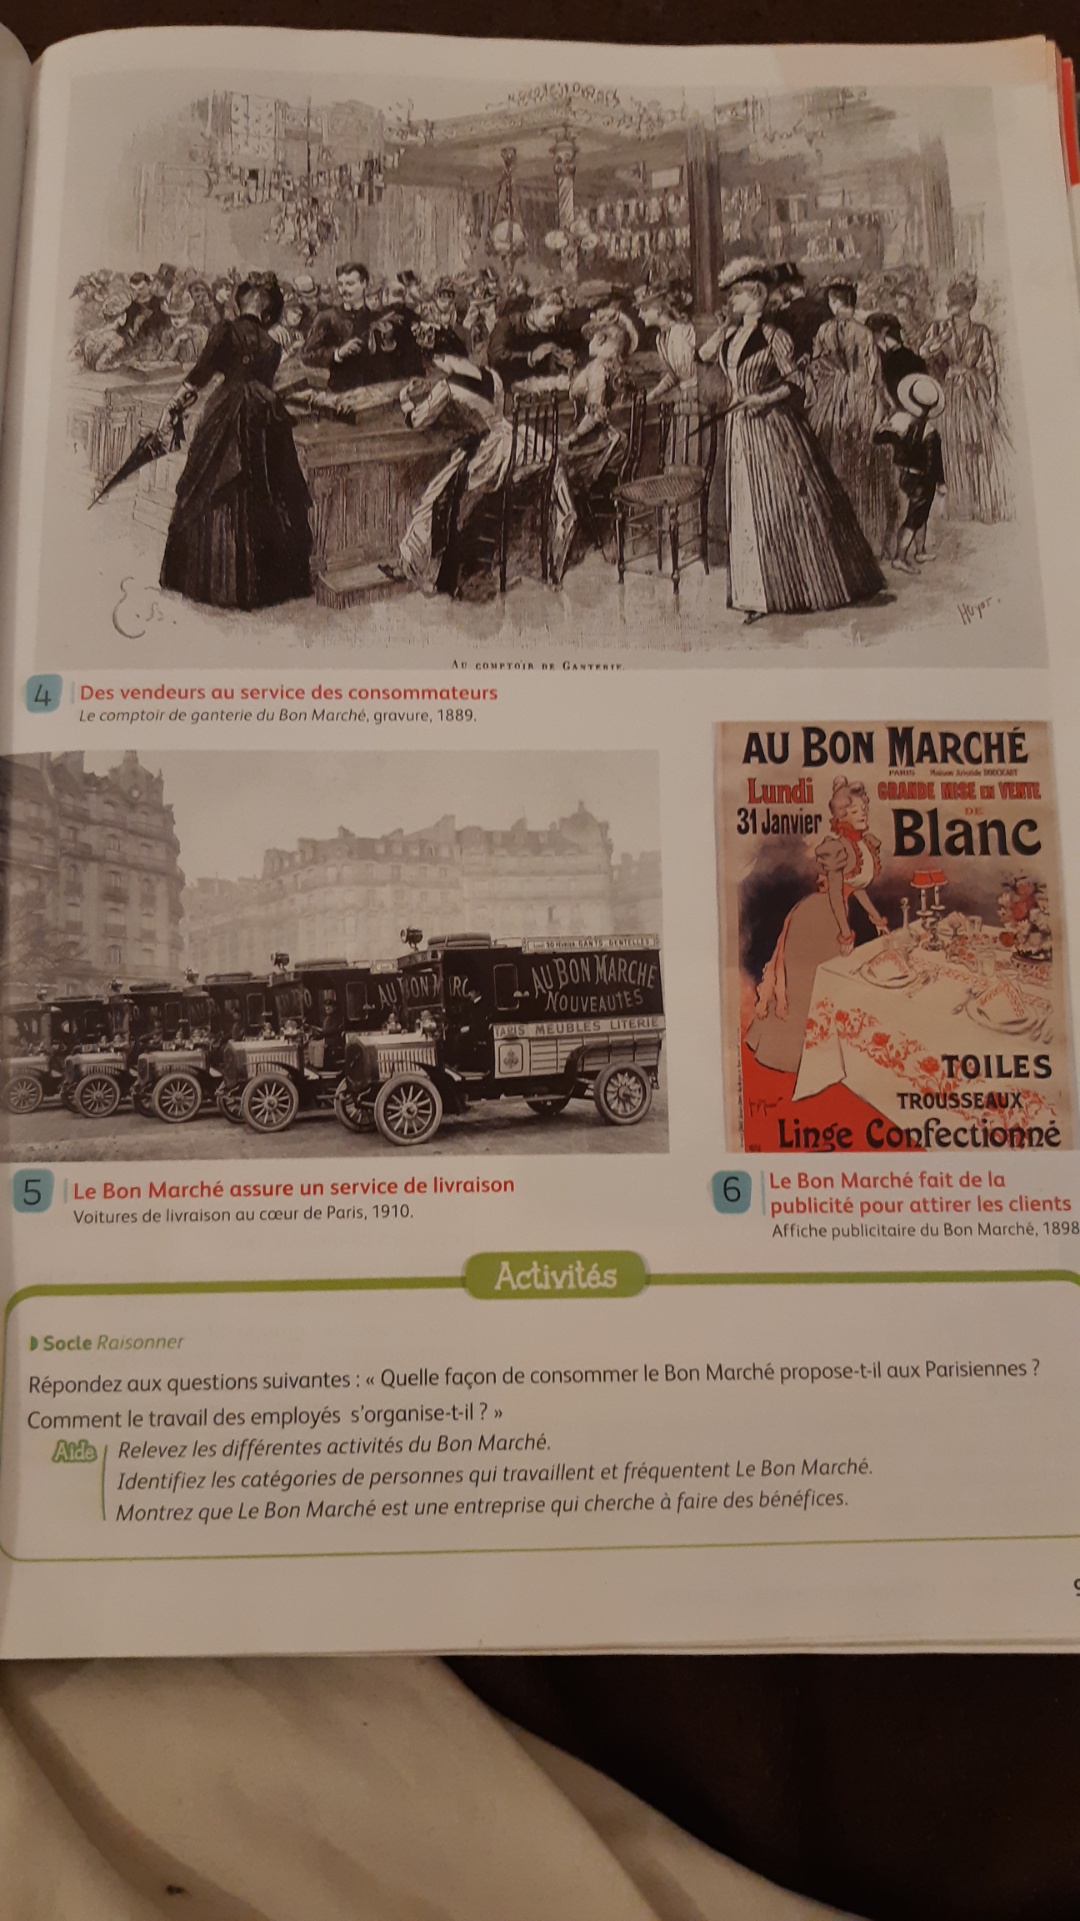 Huyot.
AU COMPTOIR DE GANTERIE.
4 Des vendeurs au service des consommateurs
Le comptoir de ganterie du Bon Marché, gravure, 1889.
AU BON MARCHÉ
NOUVEAUTÉS
GANTS DENTELLES
PARIS MEUBLES LITERIE
AU BON MARC
5 Le Bon Marché assure un service de livraison
Voitures de livraison au cœur de Paris, 1910.
AU BON MARCHÉ
PARIS Maison Aristide BOUCICAUT
Lundi
31 Janvier
GRANDE MISE EN VENTE
DE
Blanc
TOILES
TROUSSEAUX
Linge Confectionné
6 Le Bon Marché fait de la
publicité pour attirer les clients
Affiche publicitaire du Bon Marché, 1898
Activités
Socle Raisonner
Répondez aux questions suivantes : « Quelle façon de consommer le Bon Marché propose-t-il aux Parisiennes ?
Comment le travail des employés s'organise-t-il ? »
Aide Relevez les différentes activités du Bon Marché.
Identifiez les catégories de personnes qui travaillent et fréquentent Le Bon Marché.
Montrez que Le Bon Marché est une entreprise qui cherche à faire des bénéfices.